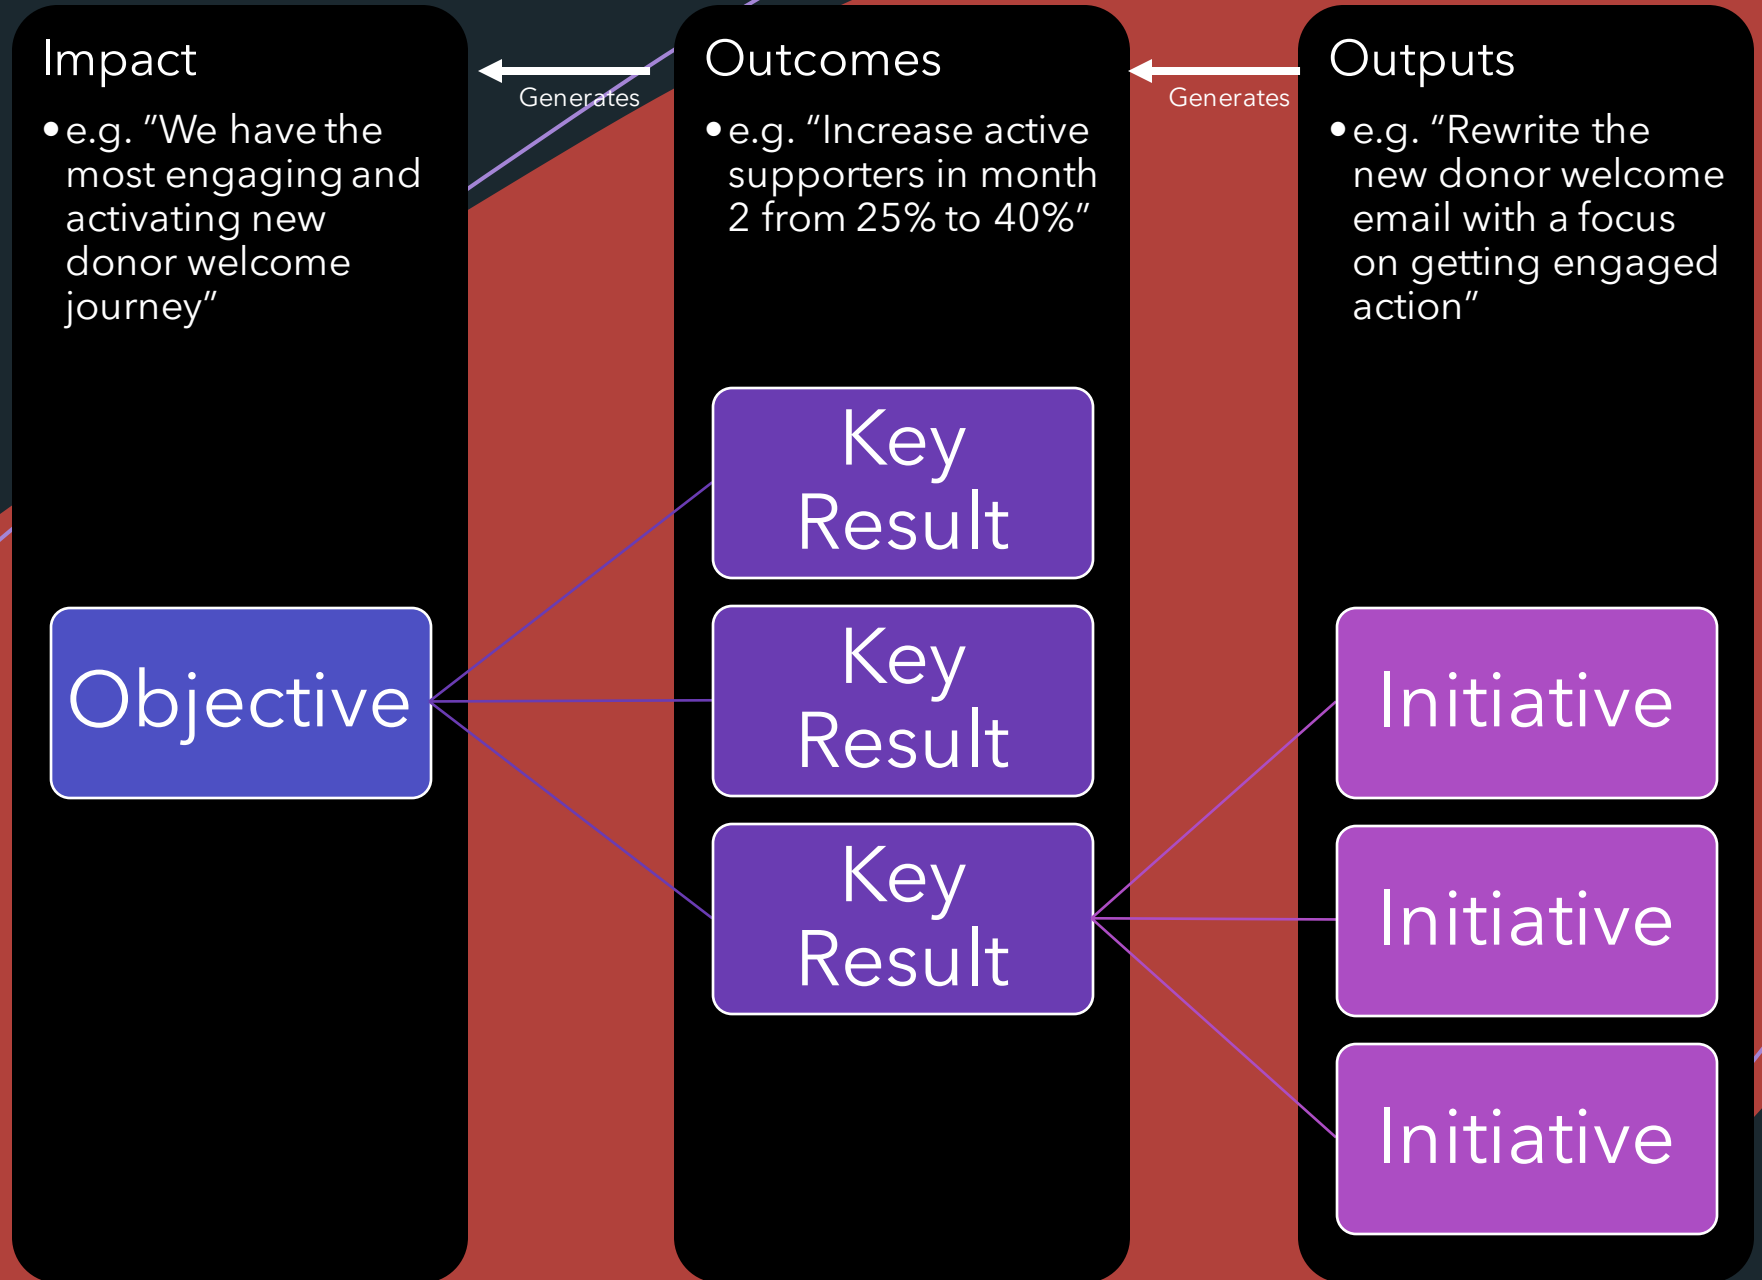 Impact
•e.g. “We have the
most engaging and
activating new
donor welcome
journey”
Generates
Outcomes
•e.g. “Increase active
supporters in month
2 from 25% to 40%”
Generates
Outputs
•e.g. “Rewrite the
new donor welcome
email with a focus
on getting engaged
action”
Objective
Key
Result
Key
Result
Key
Result
Initiative
Initiative
Initiative